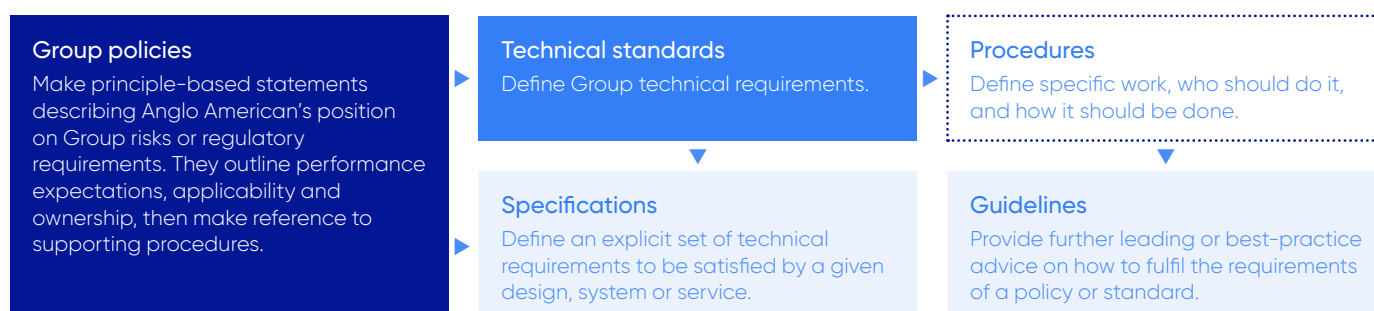 Group policies
Make principle-based statements
describing Anglo American's position
on Group risks or regulatory
requirements. They outline performance
expectations, applicability and
ownership, then make reference to
supporting procedures.
Technical standards
Define Group technical requirements.
Specifications
Define an explicit set of technical
requirements to be satisfied by a given
design, system or service.
Procedures
Define specific work, who should do it,
and how it should be done.
Guidelines
Provide further leading or best-practice
advice on how to fulfil the requirements
of a policy or standard.